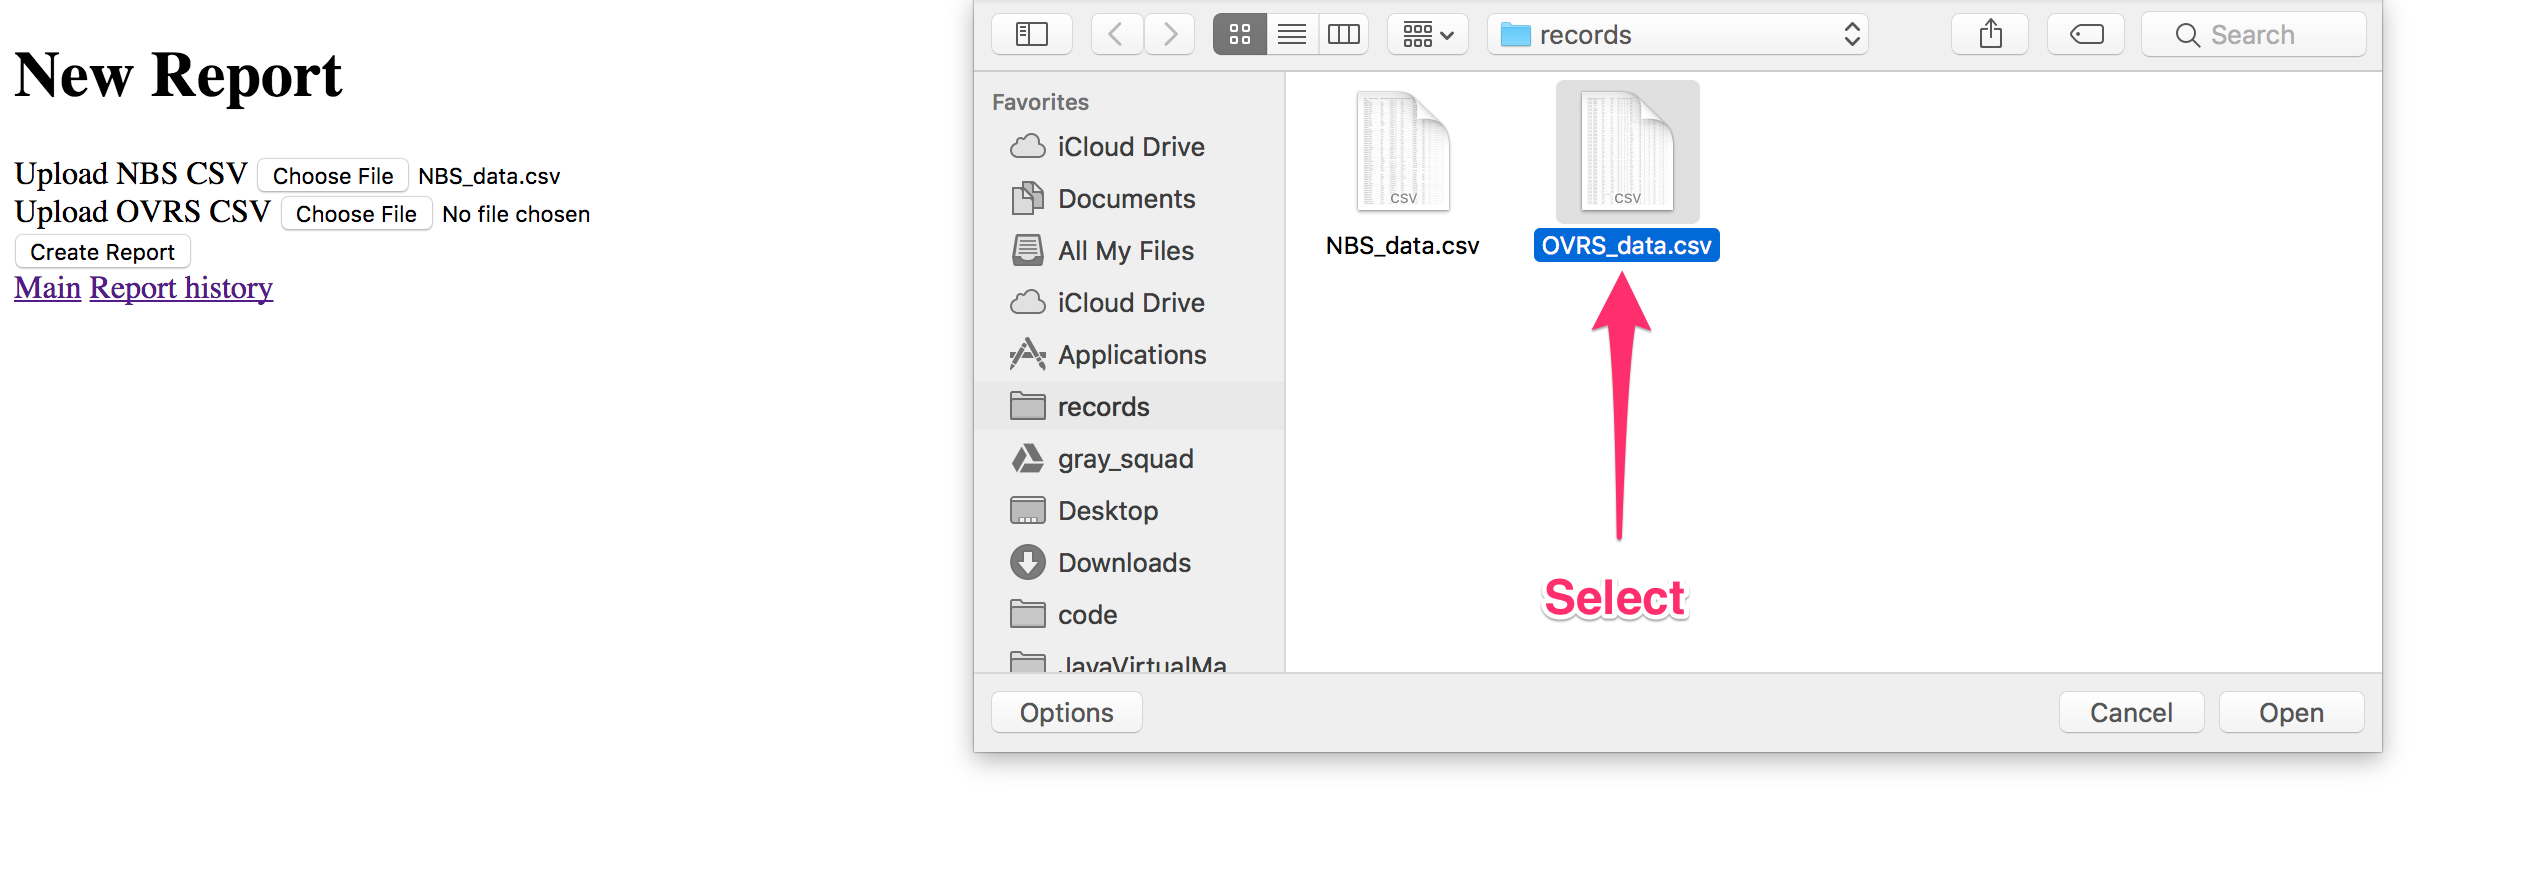 New Report
Upload NBS CSV Choose File NBS_data.csv
Upload OVRS CSV Choose File No file chosen
Create Report
Main Report history
records
Search
Favorites
iCloud Drive
Documents
All My Files
iCloud Drive
Applications
records
gray_squad
Desktop
Downloads
code
JavaVirtualMa
CSV
NBS_data.csv
CSV
OVRS_data.csv
Select
Options
Cancel
Open